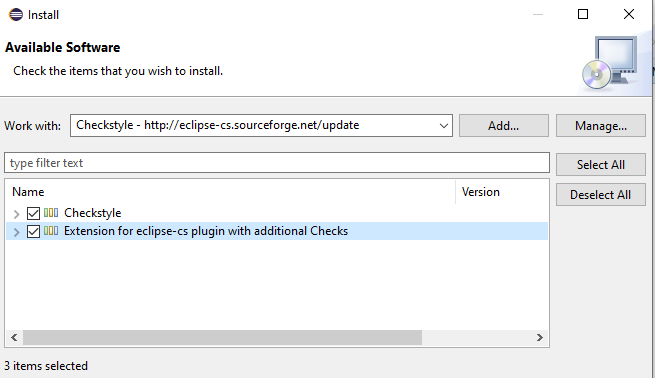 Install
Available Software
Check the items that you wish to install.
Work with: Checkstyle - http://eclipse-cs.sourceforge.net/update Add... Manage...
type filter text Select All
Name Version Deselect All
Checkstyle
Extension for eclipse-cs plugin with additional Checks
3 items selected